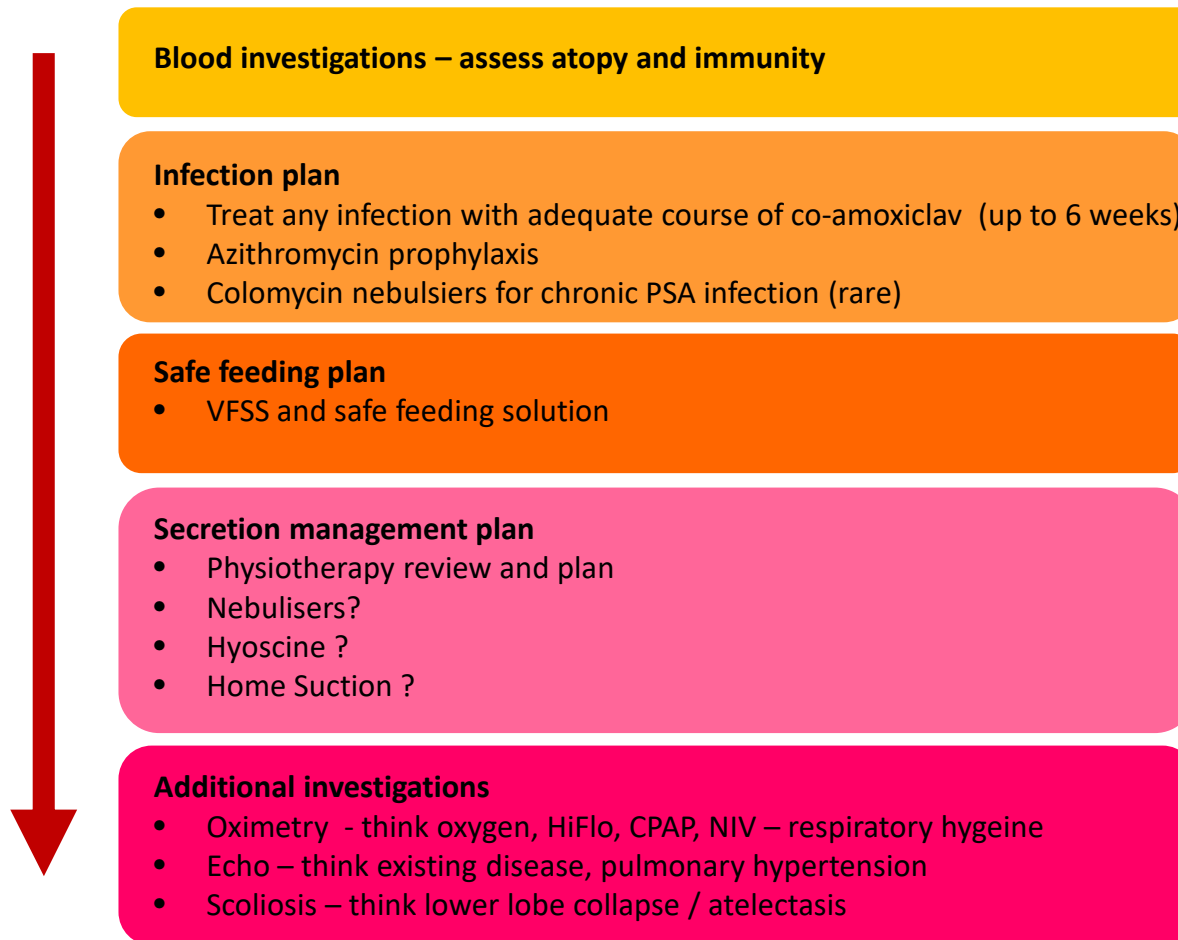 Blood investigations – assess atopy and immunity
Infection plan
• Treat any infection with adequate course of co-amoxiclav (up to 6 weeks)
• Azithromycin prophylaxis
• Colomycin nebulsiers for chronic PSA infection (rare)
Safe feeding plan
• VFSS and safe feeding solution
Secretion management plan
• Physiotherapy review and plan
• Nebulisers?
• Hyoscine ?
• Home Suction ?
Additional investigations
• Oximetry - think oxygen, HiFlo, CPAP, NIV – respiratory hygeine
• Echo – think existing disease, pulmonary hypertension
• Scoliosis – think lower lobe collapse / atelectasis